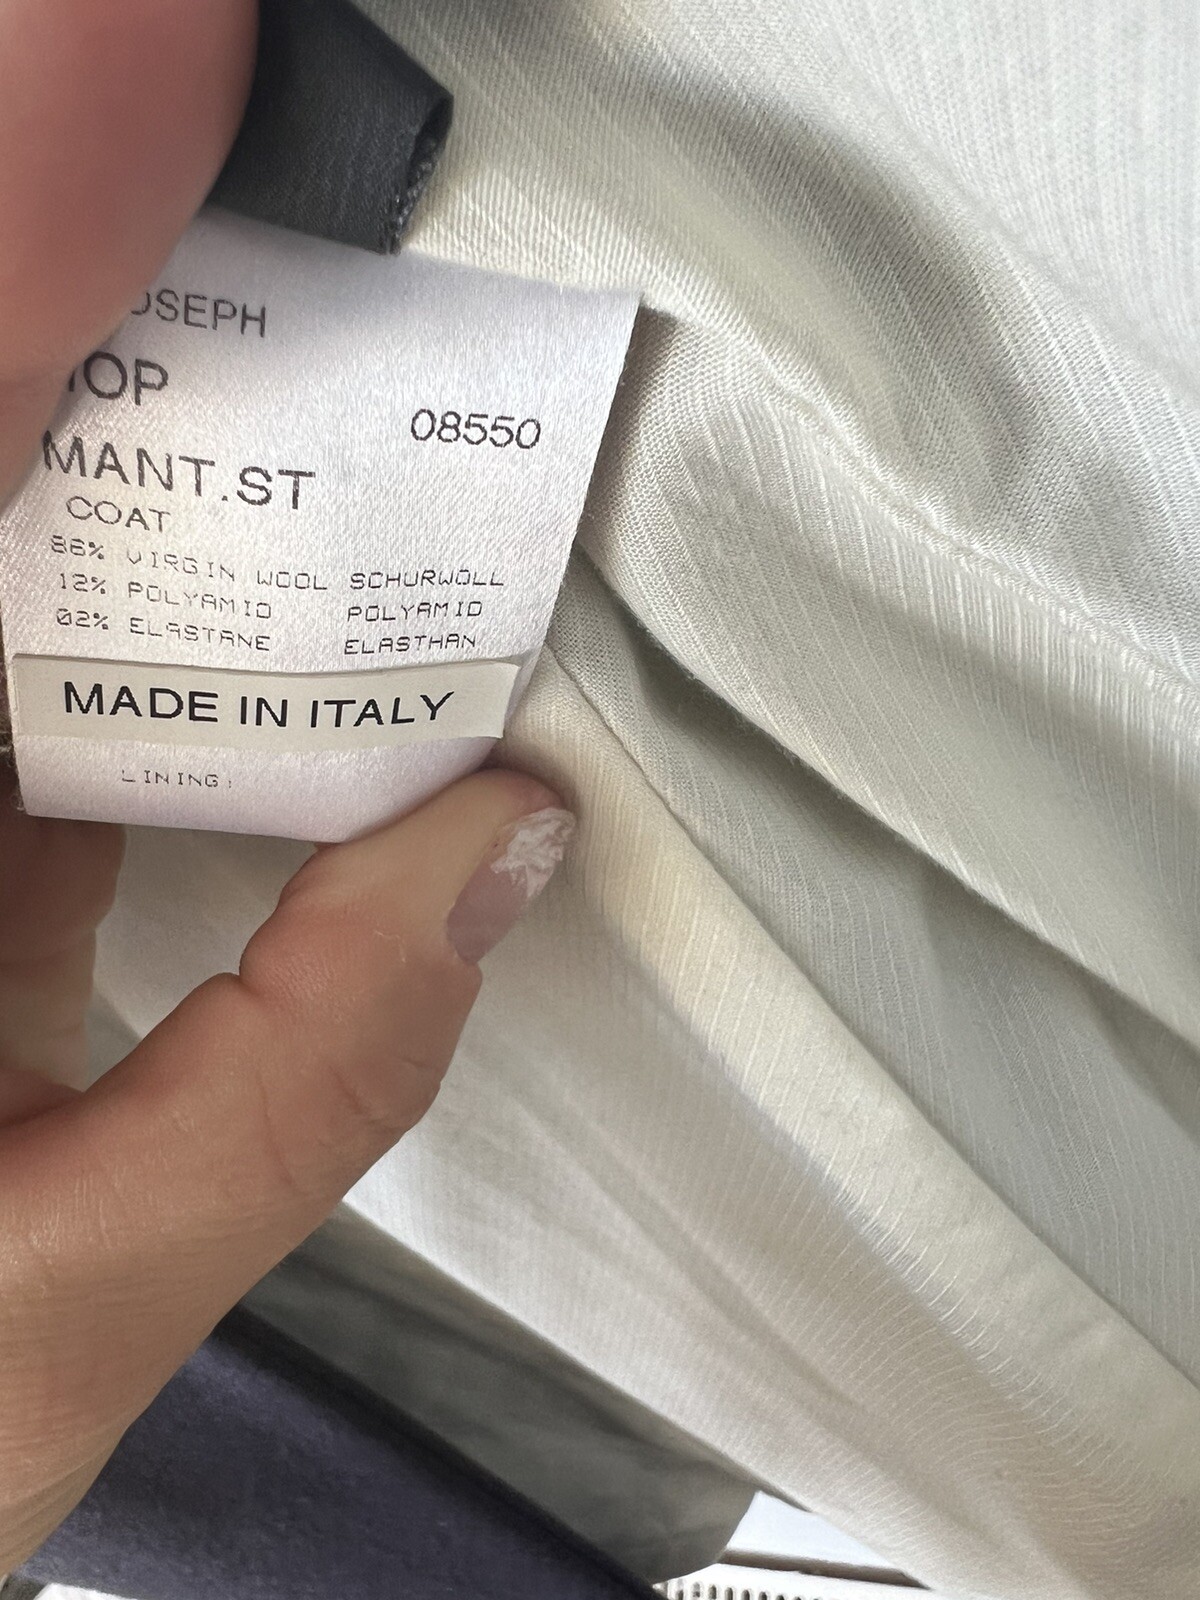 OSEPH
OP
08550
MANT.ST
COAT
86% VIRGIN WOOL SCHURWOLL
12% POLYAMID POLYAMID
02% ELASTANE ELASTHAN
MADE IN ITALY
LINING: